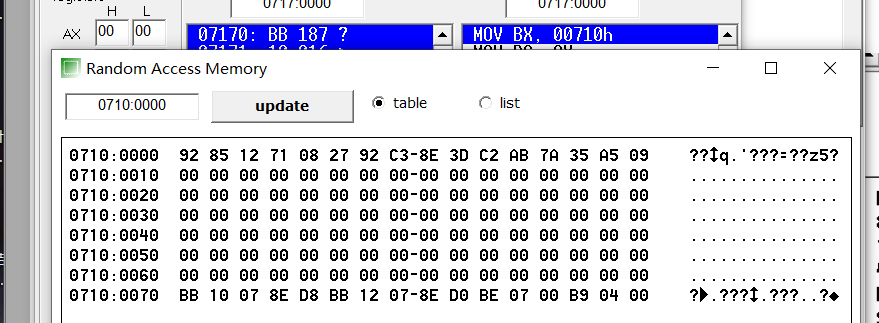 0717:0000 0717:0000
H L
AX 00 00
07170: BB 187 ? MOV BX, 00710h
Random Access Memory
0710:0000 update table list
0710:0000 92 85 12 71 08 27 92 C3-8E 3D C2 AB 7A 35 A5 09 ??↕q.'???=??z5?
0710:0010 00 00 00 00 00 00 00 00-00 00 00 00 00 00 00 00 ................
0710:0020 00 00 00 00 00 00 00 00-00 00 00 00 00 00 00 00 ................
0710:0030 00 00 00 00 00 00 00 00-00 00 00 00 00 00 00 00 ................
0710:0040 00 00 00 00 00 00 00 00-00 00 00 00 00 00 00 00 ................
0710:0050 00 00 00 00 00 00 00 00-00 00 00 00 00 00 00 00 ................
0710:0060 00 00 00 00 00 00 00 00-00 00 00 00 00 00 00 00 ................
0710:0070 BB 10 07 8E D8 BB 12 07-8E D0 BE 07 00 B9 04 00 ?►.???↕.???..?♦